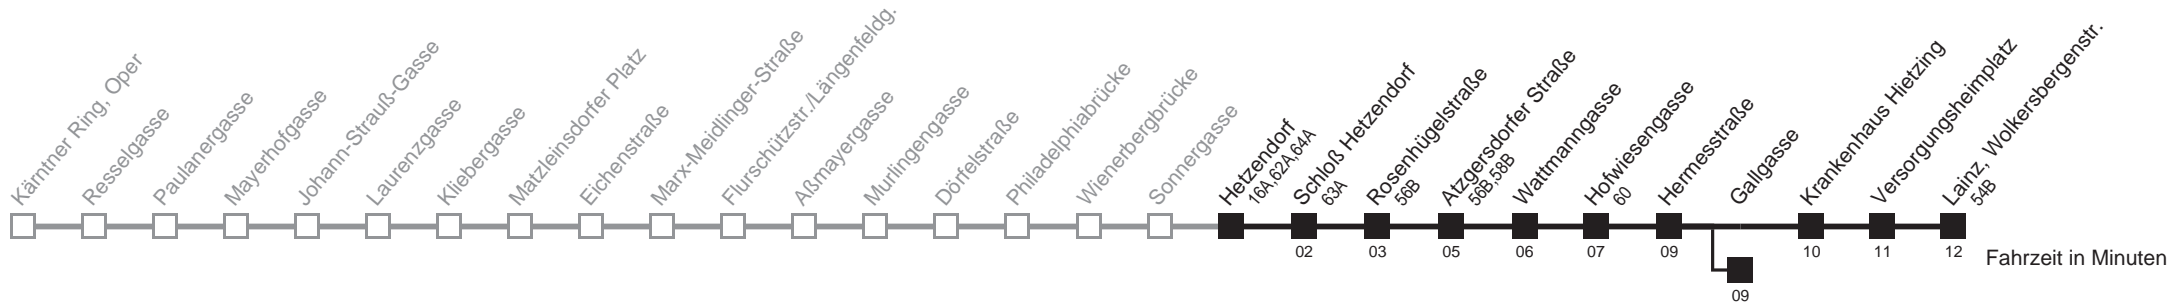 Kärntner Ring, Oper
Resselgasse
Paulanergasse
Mayerhofgasse
Johann-Strauß-Gasse
Laurenzgasse
Kliebergasse
Matzleinsdorfer Platz
Eichenstraße
Marx-Meidlinger-Straße
Flurschützstr./Längenfeldg.
Aßmayergasse
Murlingengasse
Dörfelstraße
Philadelphiabrücke
Wienerbergbrücke
Sonnergasse
Hetzendorf
16A,62A,64A
Schloß Hetzendorf
63A
Rosenhügelstraße
56B
Atzgersdorfer Straße
56B,58B
Wattmanngasse
Hofwiesengasse
60
Hermesstraße
Gallgasse
Krankenhaus Hietzing
Versorgungsheimplatz
Lainz, Wolkersbergenstr.
54B
02 03 05 06 07 09 10 11 12
Fahrzeit in Minuten
09